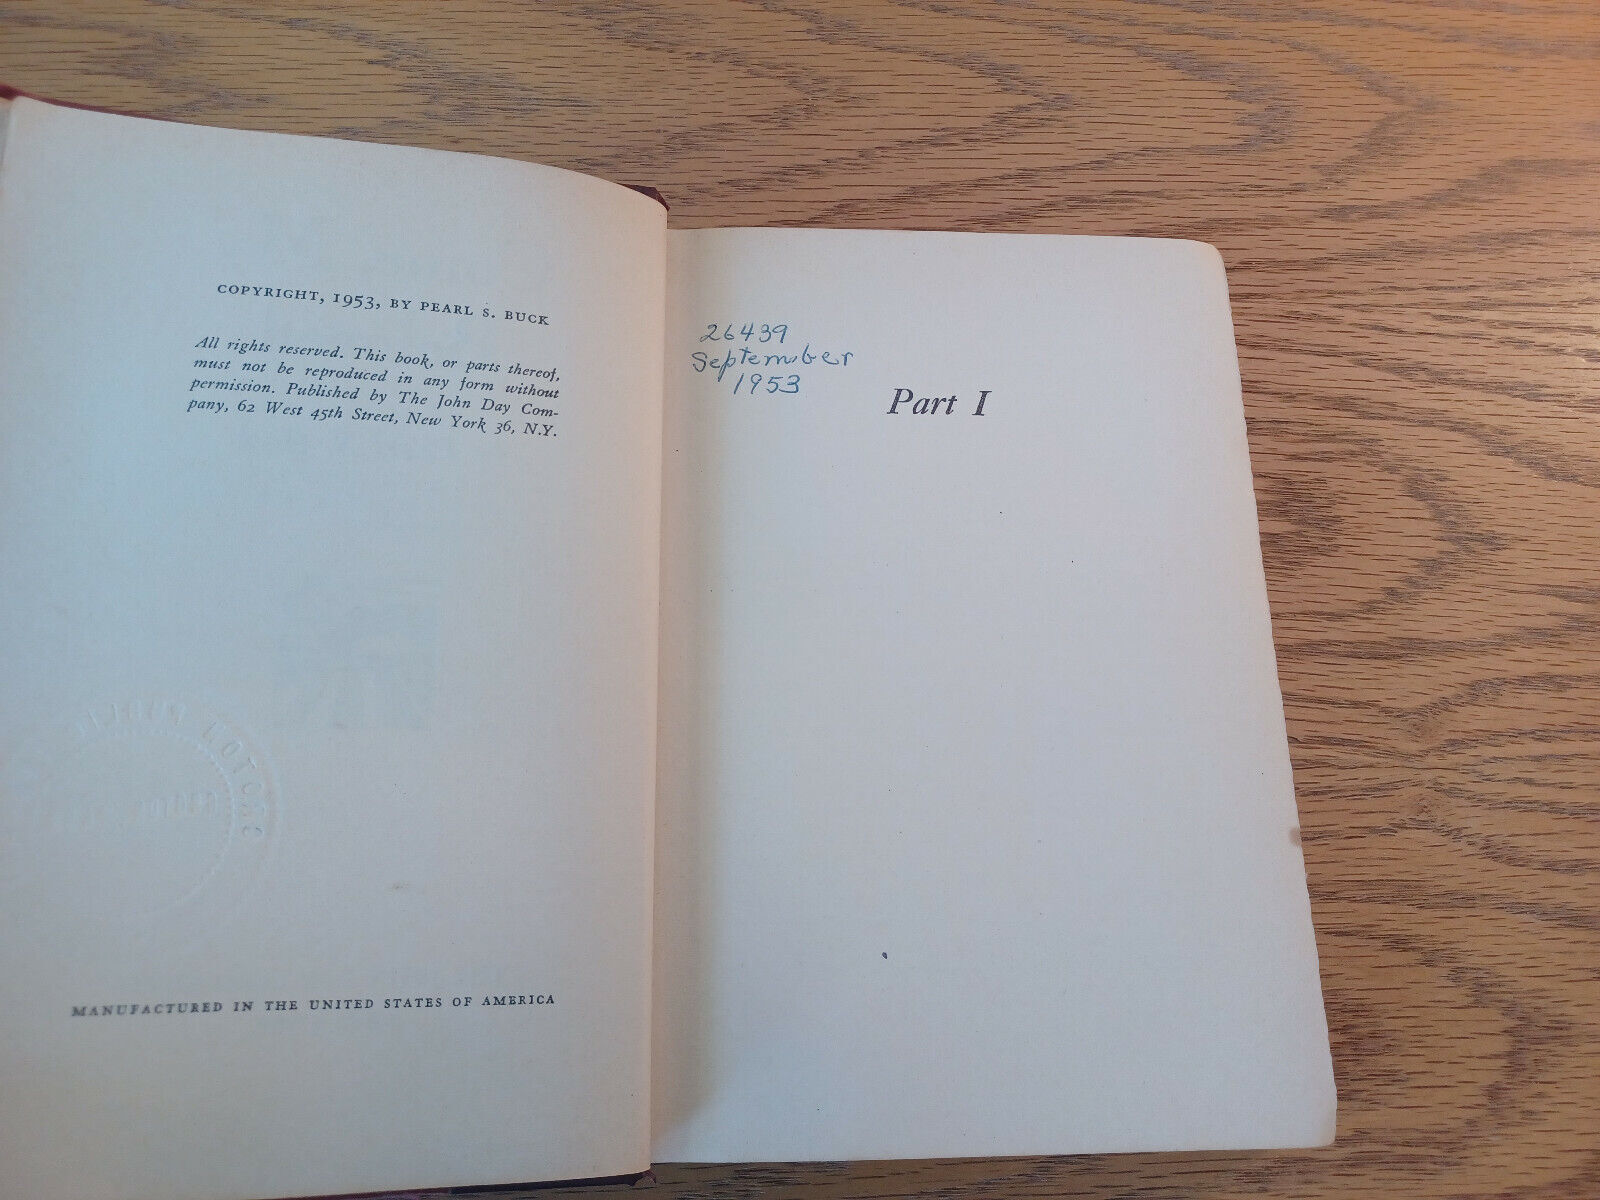 COPYRIGHT, 1953, BY PEARL S. BUCK
All rights reserved. This book, or parts thereof,
must not be reproduced in any form without
permission. Published by The John Day Com-
pany, 62 West 45th Street, New York 36, N.Y.
MANUFACTURED IN THE UNITED STATES OF AMERICA
26439
September
1953
Part I